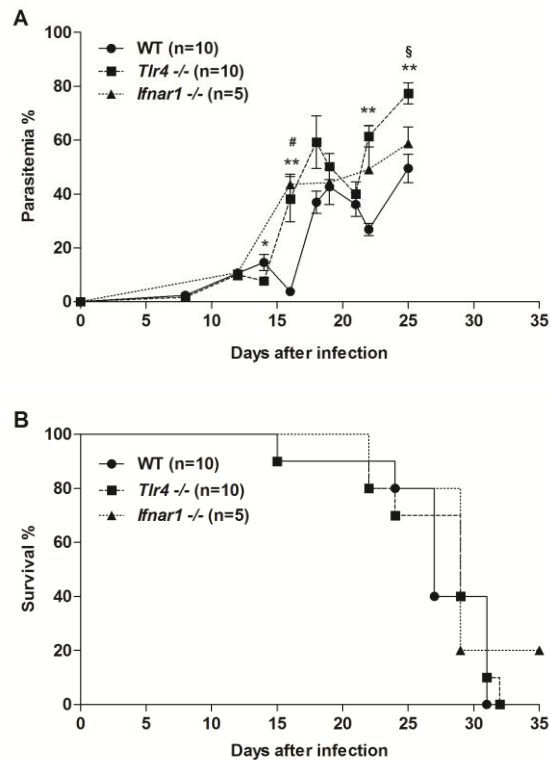 A
WT (n=10)
Tlr4 -/- (n=10)
Ifnar1 -/- (n=5)
Parasitemia %
100
80
60
40
20
0
*
#
**
**
§
**
0 5 10 15 20 25 30 35
Days after infection
B
WT (n=10)
Tlr4 -/- (n=10)
Ifnar1 -/- (n=5)
Survival %
100
80
60
40
20
0
0 5 10 15 20 25 30 35
Days after infection